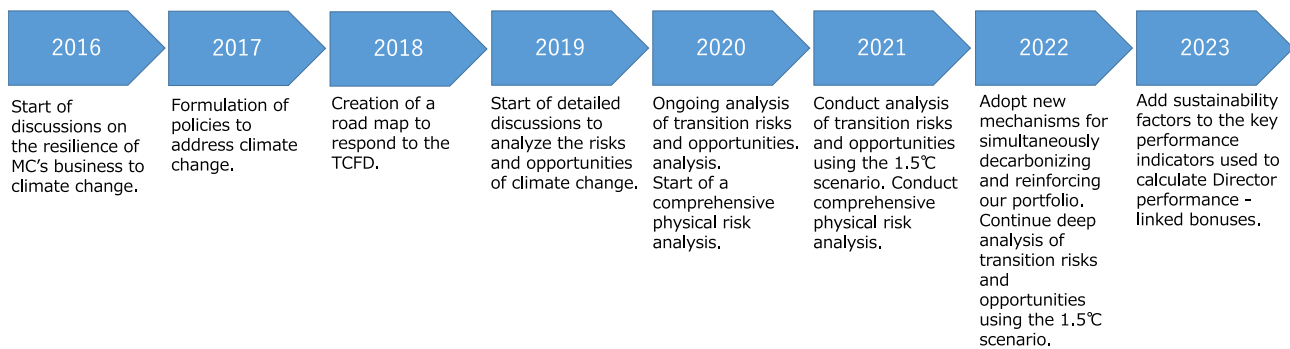 2016
Start of
discussions on
the resilience of
MC's business to
climate change.
2017
Formulation of
policies to
address climate
change.
2018
Creation of a
road map to
respond to the
TCFD.
2019
Start of detailed
discussions to
analyze the risks
and opportunities
of climate change.
2020
Ongoing analysis
of transition risks
and opportunities.
analysis.
Start of a
comprehensive
physical risk
analysis.
2021
Conduct analysis
of transition risks
and opportunities
using the 1.5℃
scenario. Conduct
comprehensive
physical risk
analysis.
2022
Adopt new
mechanisms for
simultaneously
decarbonizing
and reinforcing
our portfolio.
Continue deep
analysis of
transition risks
and
opportunities
using the 1.5℃
scenario.
2023
Add sustainability
factors to the key
performance
indicators used to
calculate Director
performance -
linked bonuses.